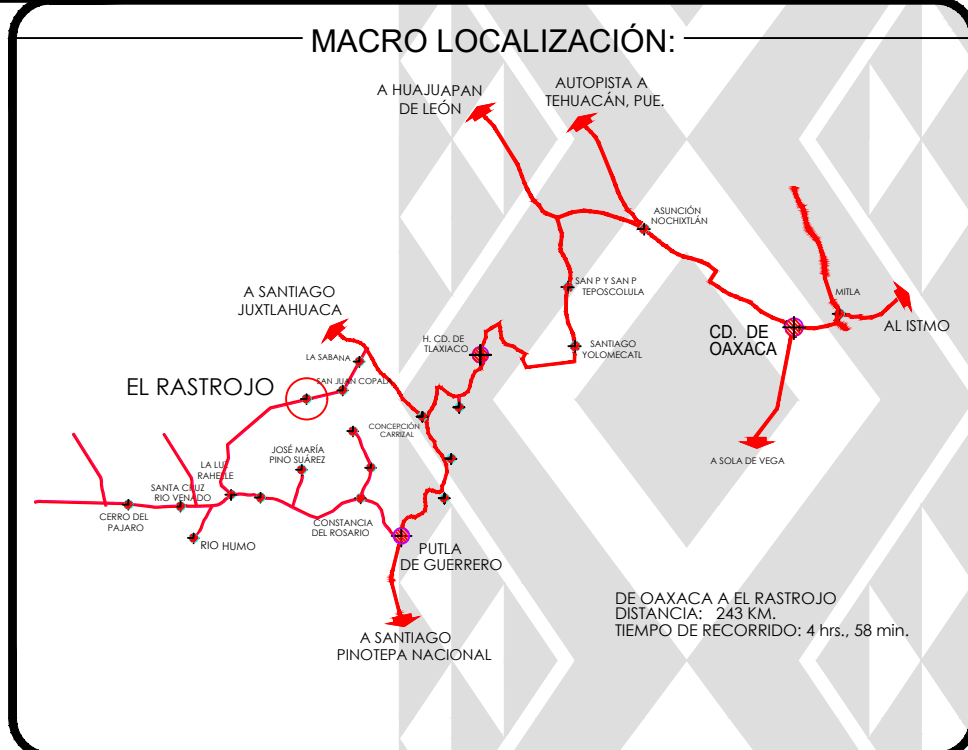 MACRO LOCALIZACIÓN:
A HUAJUAPAN
DE LEÓN
AUTOPISTA A
TEHUACÁN, PUE.
ASUNCIÓN
NOCHIXTLÁN
SAN P Y SAN P
TEPOSCOLULA
MITLA
A SANTIAGO
JUXTLAHUACA
AL ISTMO
CD. DE
OAXACA
H. CD. DE
TLAXIACO
SANTIAGO
YOLOMECATL
LA SABANA
EL RASTROJO
SAN JUAN COPALA
CONCEPCIÓN
CARRIZAL
JOSÉ MARÍA
PINO SUÁREZ
A SOLA DE VEGA
LA LUZ
RAHELLE
SANTA CRUZ
RIO VENADO
CERRO DEL
PAJARO
CONSTANCIA
DEL ROSARIO
RIO HUMO
PUTLA
DE GUERRERO
DE OAXACA A EL RASTROJO
DISTANCIA: 243 KM.
TIEMPO DE RECORRIDO: 4 hrs., 58 min.
A SANTIAGO
PINOTEPA NACIONAL